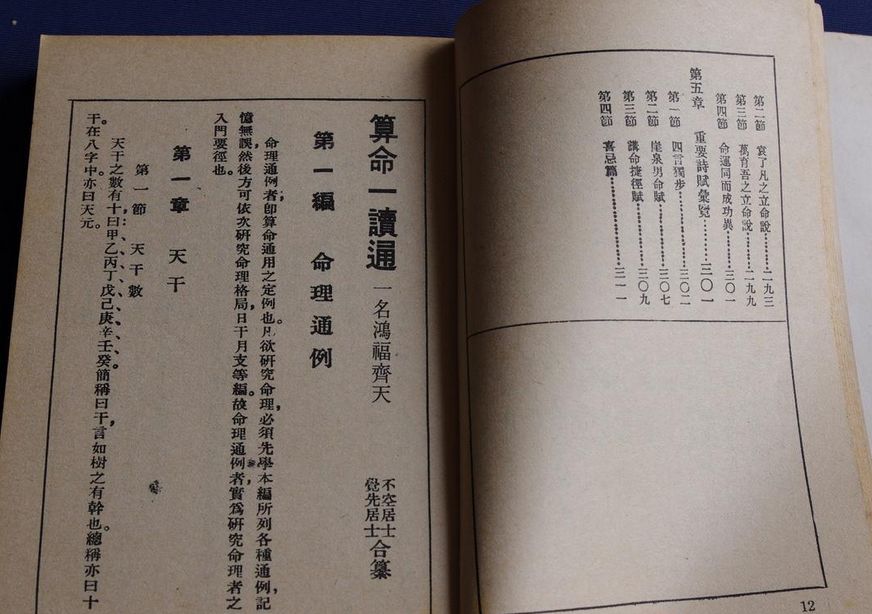 第二節 袁了凡之立命說………二九三
第三節 萬育吾之立命說………二九九
第四節 命運同而成功異………三〇一
第五章 重要詩賦彙覽………三〇一
第一節 四言獨步………三〇二
第二節 崖泉男命賦………三〇七
第三節 講命捷徑賦………三〇九
第四節 喜忌篇………三一一
12
算命一讀通 一名鴻福齊天
不空居士
覺先居士 合纂
第一編 命理通例
命理通例者卽算命通用之定例也。凡欲研究命理,必須先學本編所列各種通例,記
憶無誤然後方可依次研究命理格局,日干月支等編。故命理通例者,實爲研究命理者之
入門要徑也。
第一章 天干
第一節 天干數
天干之數有十曰甲乙丙丁戊己庚辛壬癸簡稱曰干,言如樹之有幹也。總稱亦曰十
干。在八字中亦曰天元。